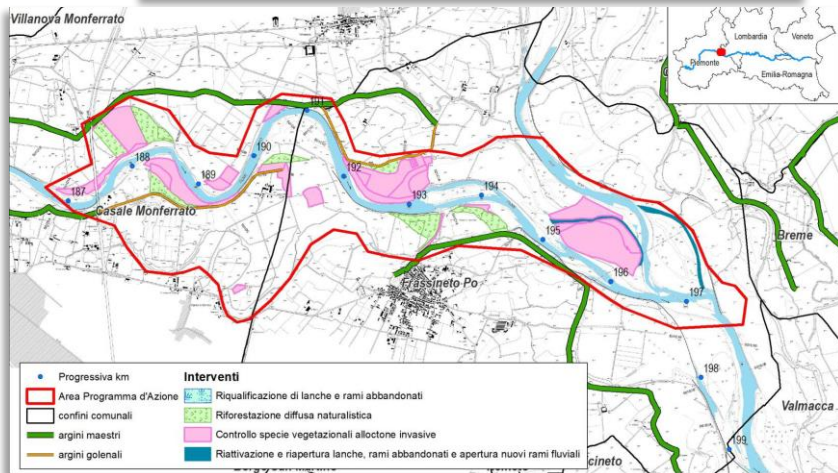 Villanova Monferrato
Lombardia
Veneto
Piemonte
Emilia-Romagna
191
190
188
189
187
192
193
194
Casale Monferrato
195
Breme
196
Frassineto Po
197
198
Valmacca
199
Progressiva km
Area Programma d'Azione
confini comunali
argini maestri
argini golenali
Interventi
Riqualificazione di lanche e rami abbandonati
Riforestazione diffusa naturalistica
Controllo specie vegetazionali alloctone invasive
Riattivazione e riapertura lanche, rami abbandonati e apertura nuovi rami fluviali